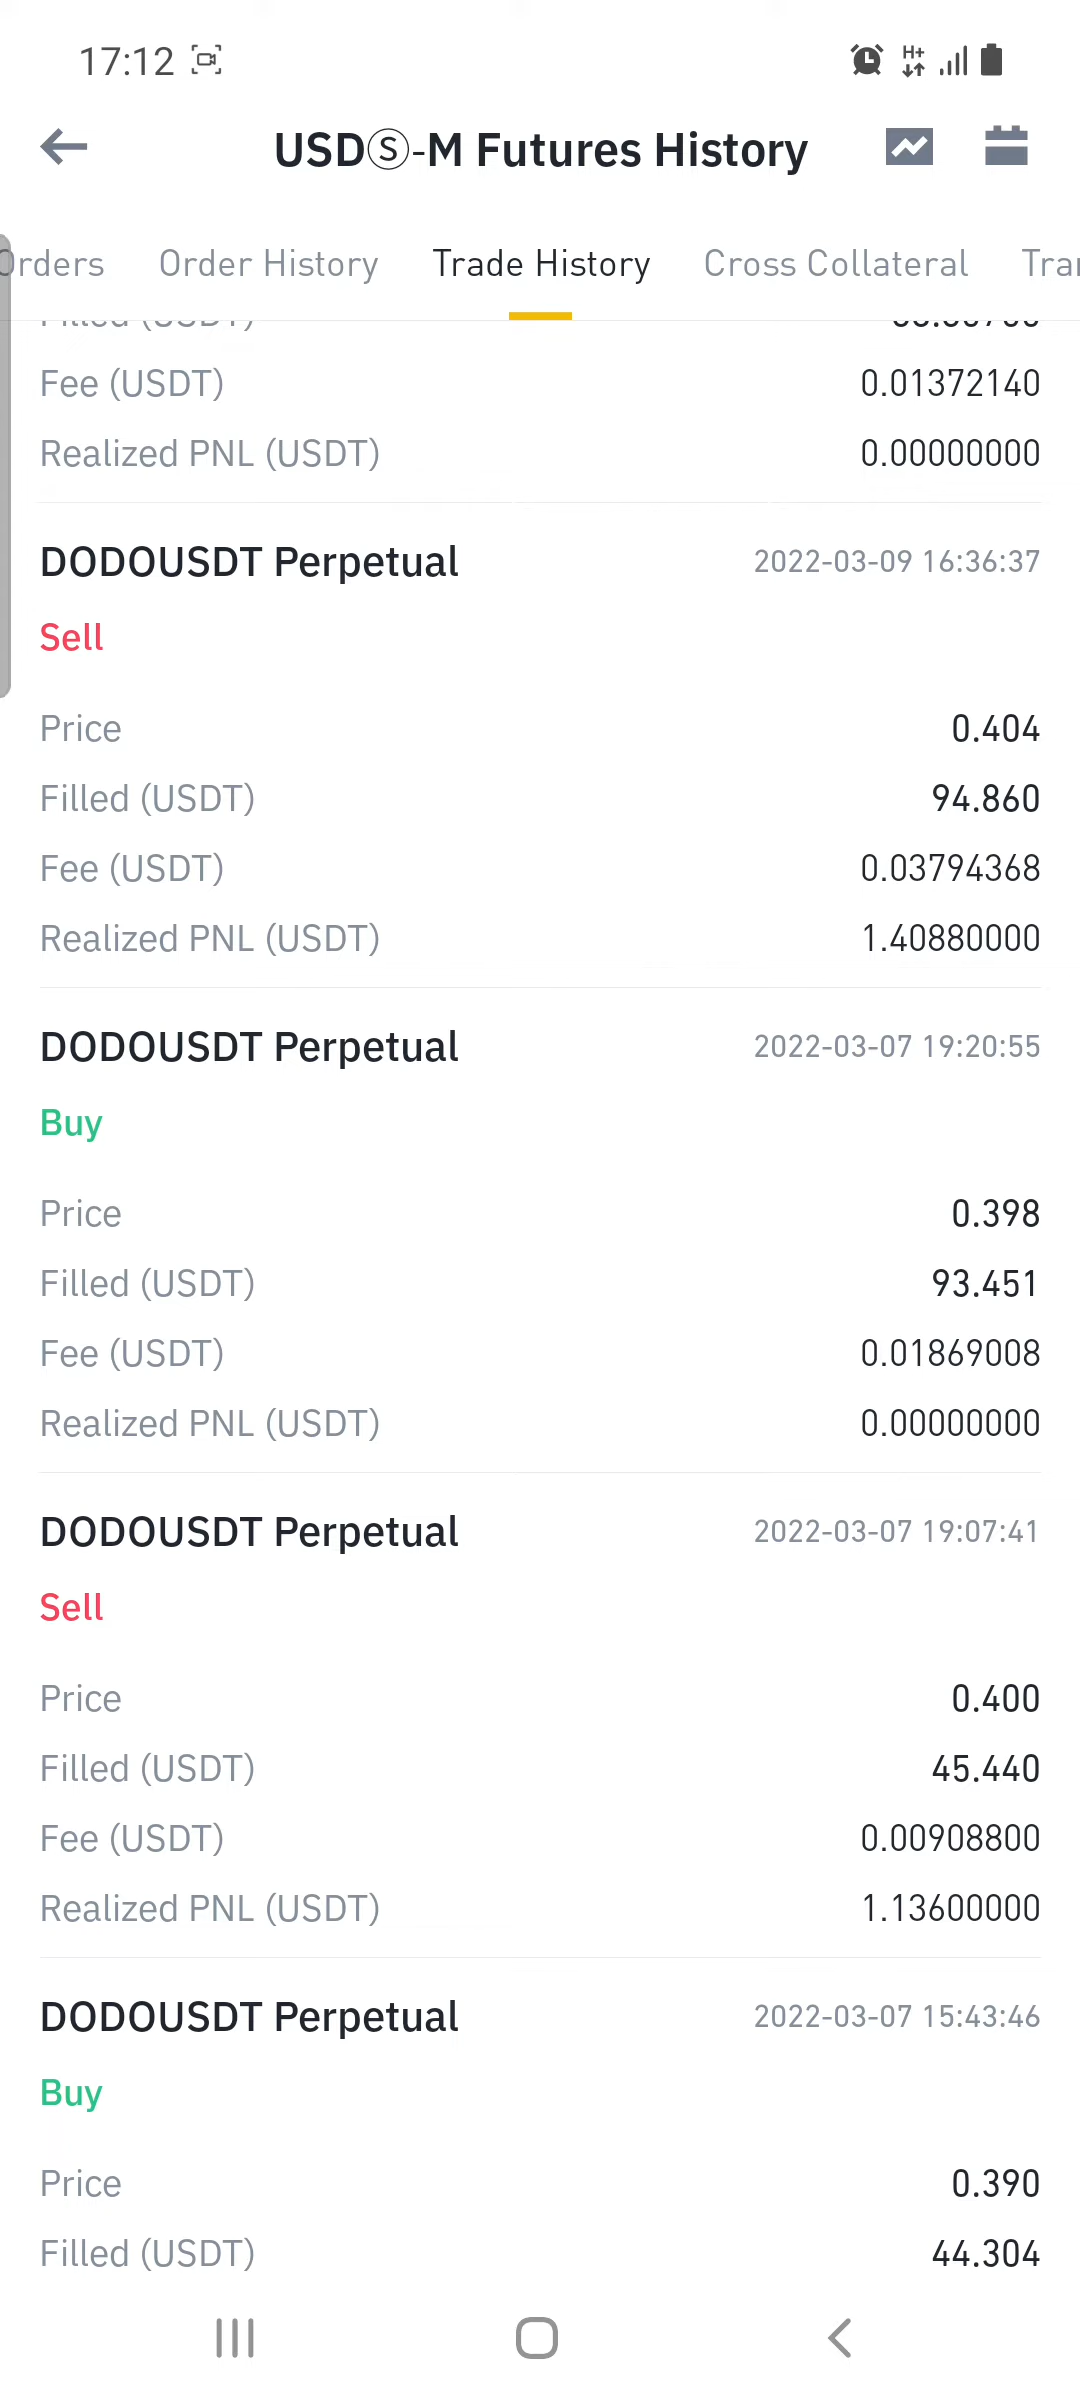 17:12
H+
USDⓈ-M Futures History
Orders Order History Trade History Cross Collateral Tra
Filled (USDT)
Fee (USDT) 0.01372140
Realized PNL (USDT) 0.00000000
DODOUSDT Perpetual 2022-03-09 16:36:37
Sell
Price 0.404
Filled (USDT) 94.860
Fee (USDT) 0.03794368
Realized PNL (USDT) 1.40880000
DODOUSDT Perpetual 2022-03-07 19:20:55
Buy
Price 0.398
Filled (USDT) 93.451
Fee (USDT) 0.01869008
Realized PNL (USDT) 0.00000000
DODOUSDT Perpetual 2022-03-07 19:07:41
Sell
Price 0.400
Filled (USDT) 45.440
Fee (USDT) 0.00908800
Realized PNL (USDT) 1.13600000
DODOUSDT Perpetual 2022-03-07 15:43:46
Buy
Price 0.390
Filled (USDT) 44.304